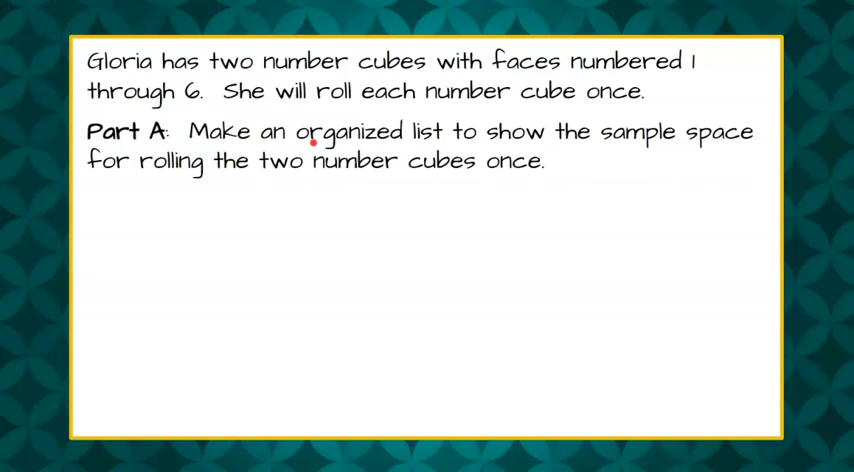 Gloria has two number cubes with faces numbered 1
through 6. She will roll each number cube once.
Part A: Make an organized list to show the sample space
for rolling the two number cubes once.